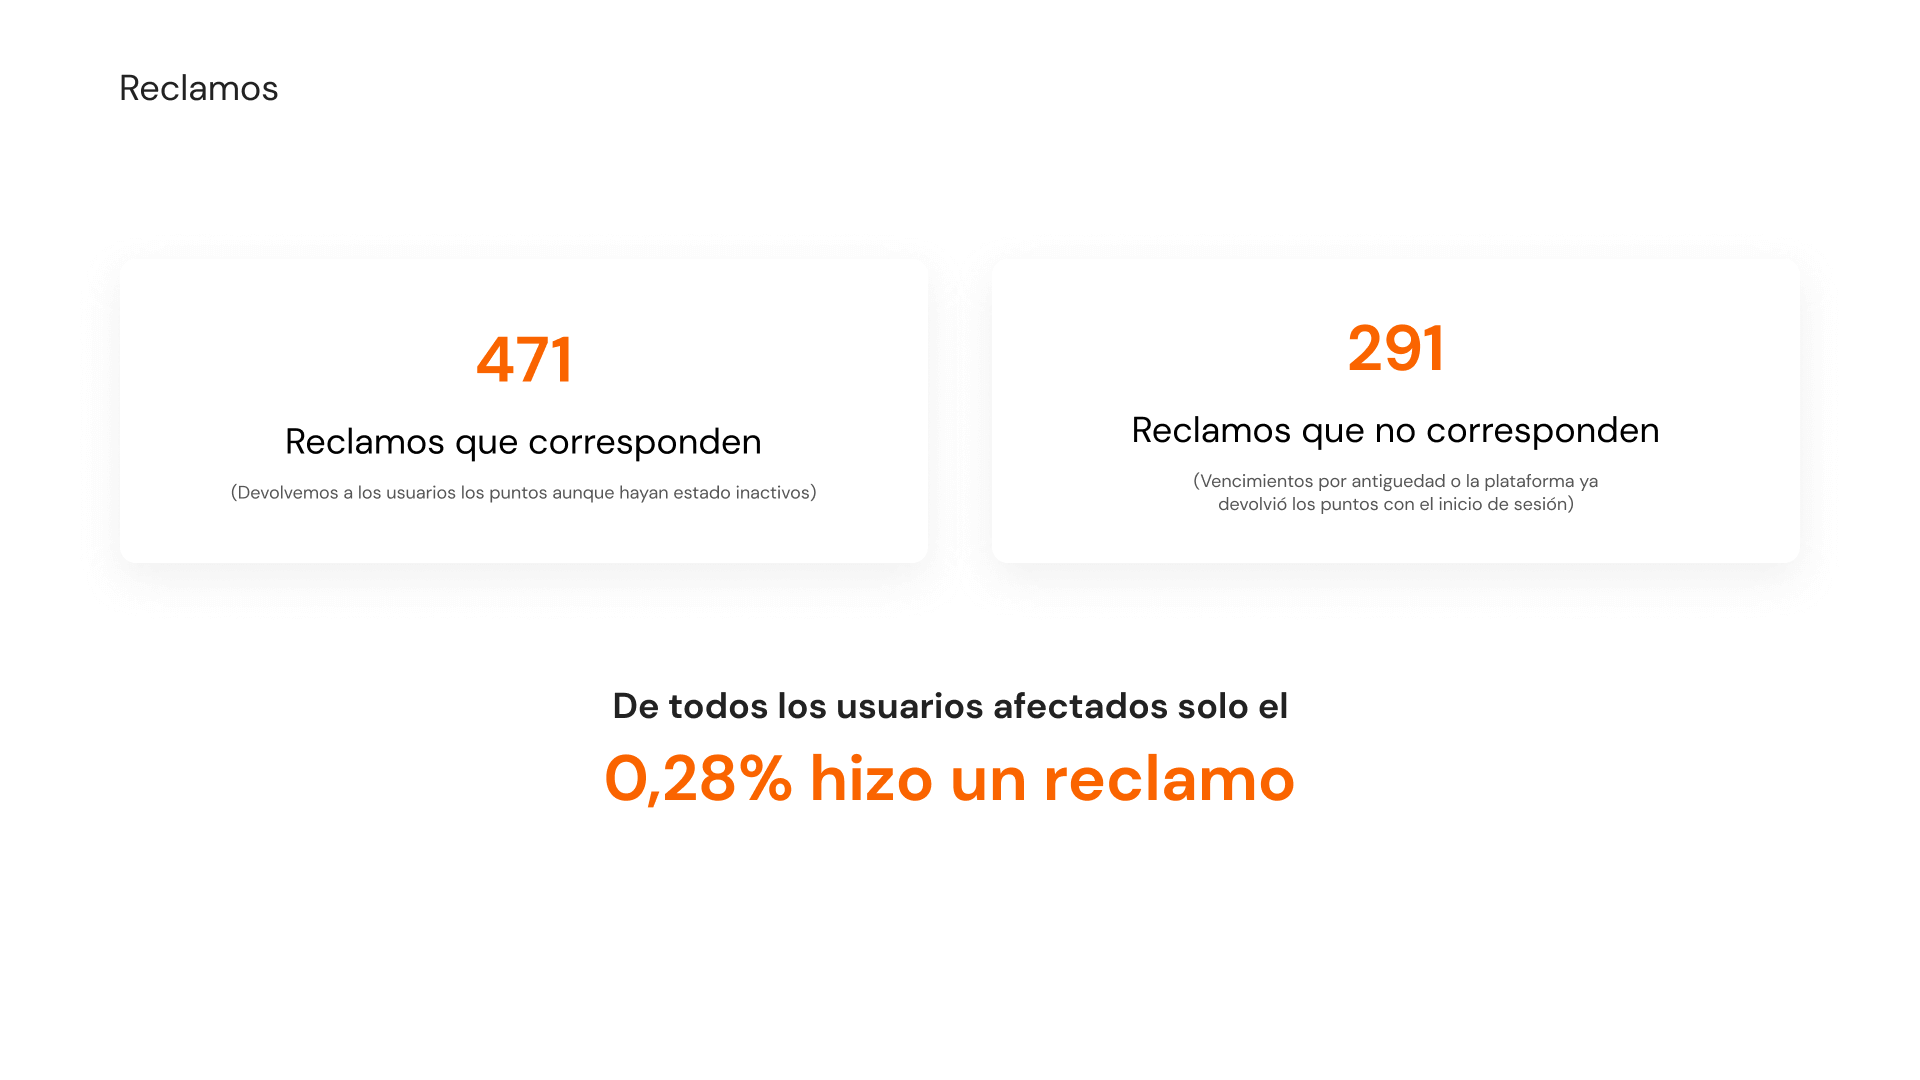 Reclamos
471
Reclamos que corresponden
(Devolvemos a los usuarios los puntos aunque hayan estado inactivos)
291
Reclamos que no corresponden
(Vencimientos por antiguedad o la plataforma ya
devolvió los puntos con el inicio de sesión)
De todos los usuarios afectados solo el
0,28% hizo un reclamo